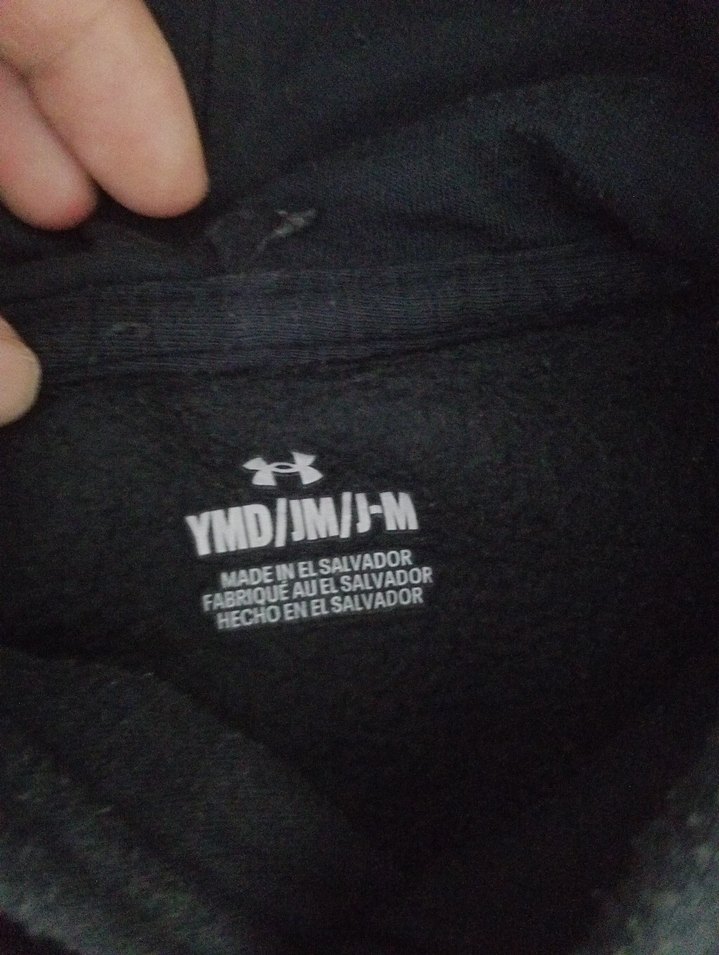 YMD/JM/J-M
MADE IN EL SALVADOR
FABRIQUÉ AU EL SALVADOR
HECHO EN EL SALVADOR